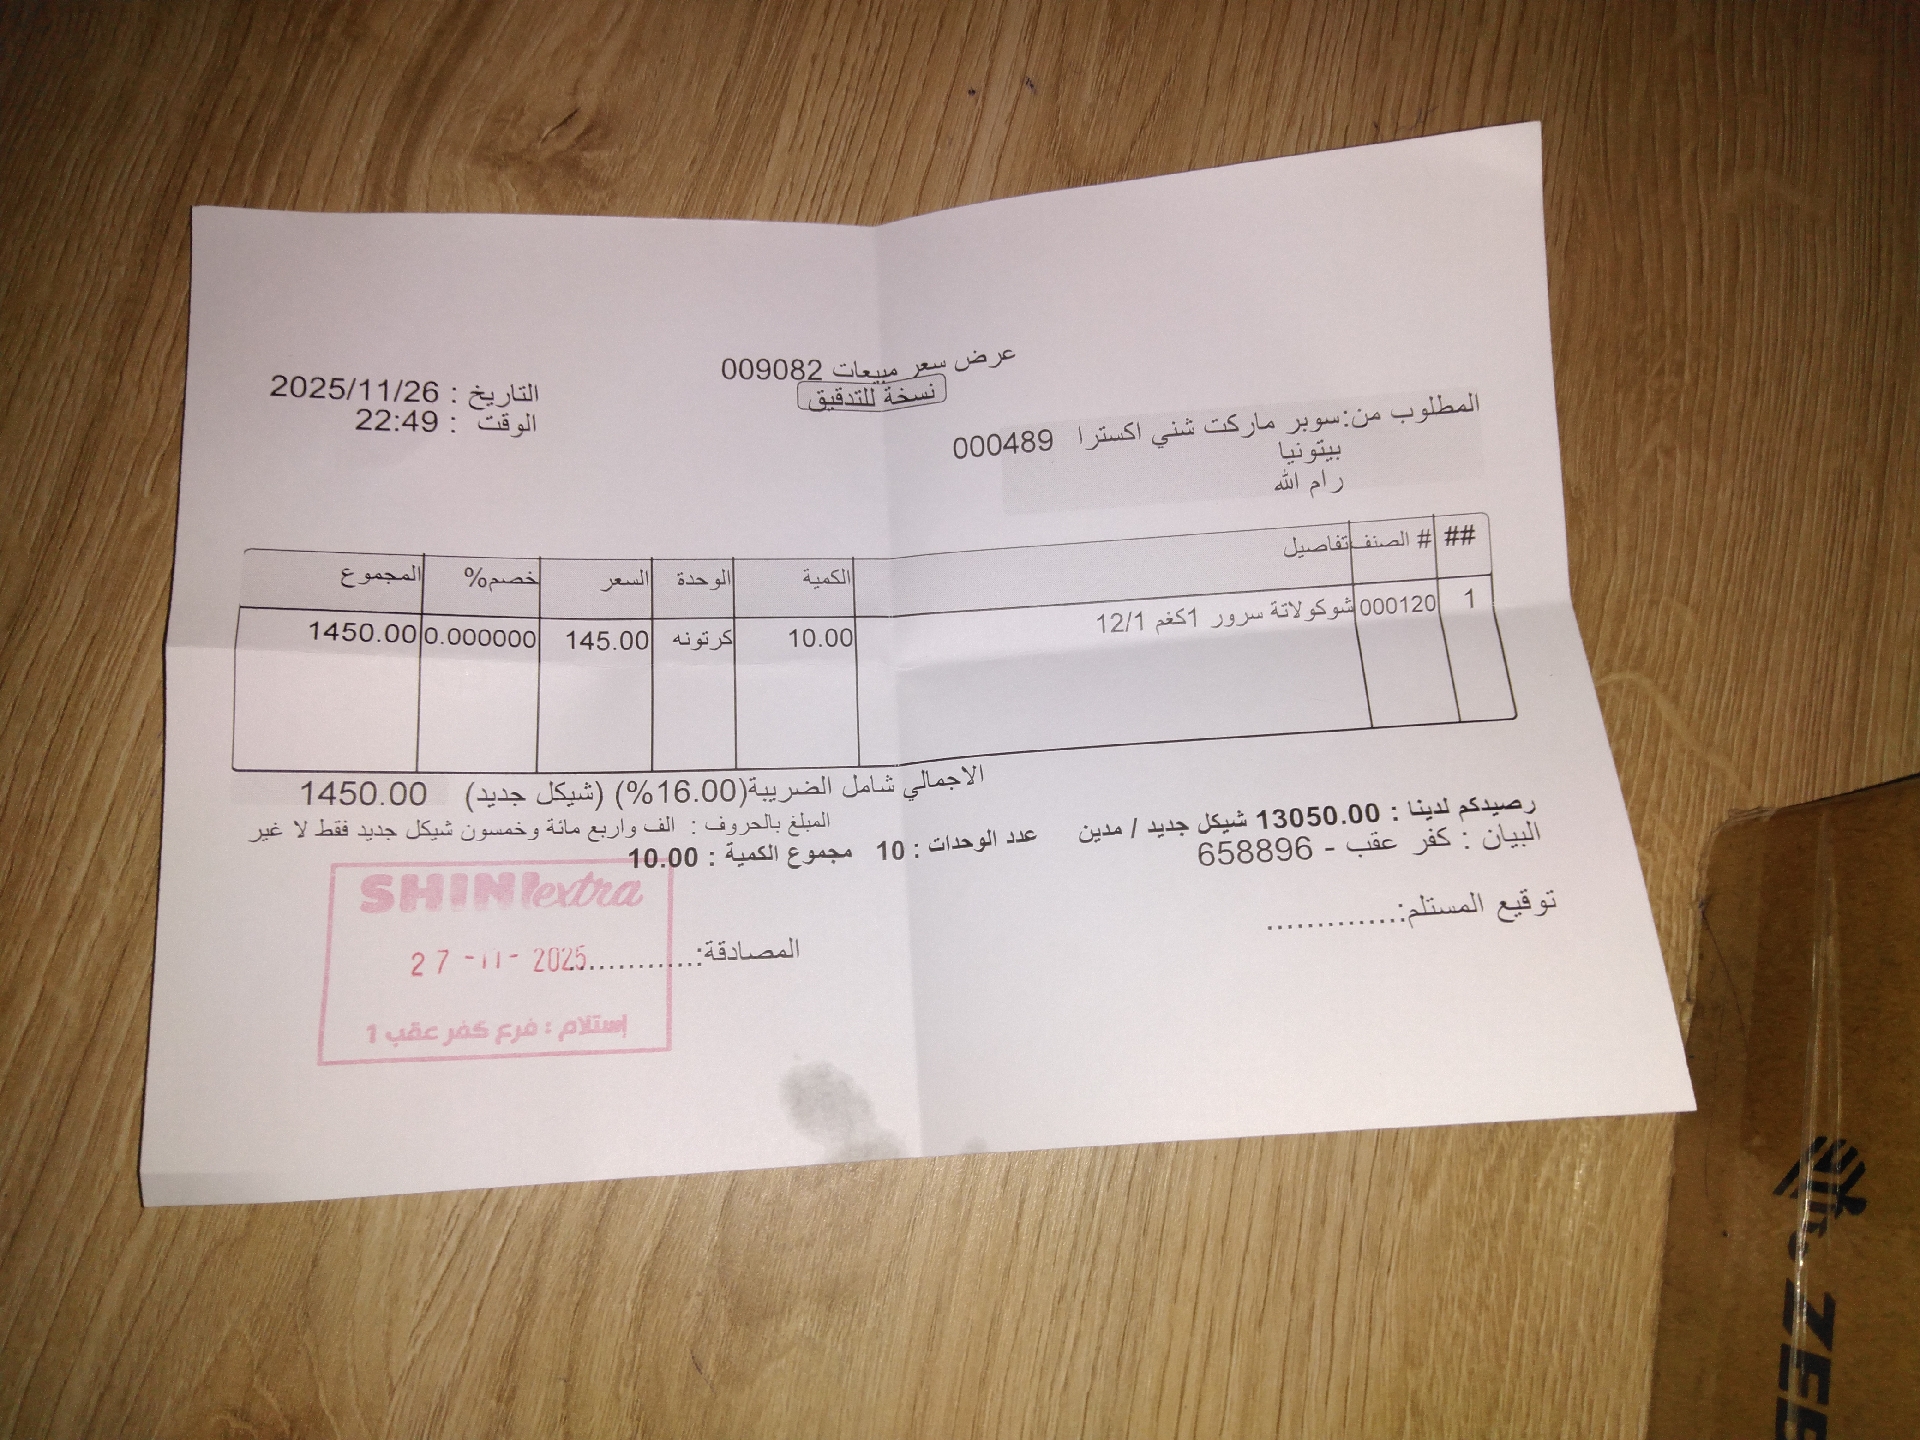 عرض سعر مبيعات 009082
نسخة للتدقيق
التاريخ : 2025/11/26
الوقت : 22:49
المطلوب من:سوبر ماركت شني اكسترا 000489
بيتونيا
رام الله
## # الصنف تفاصيل الكمية الوحدة السعر خصم% المجموع
1 000120 شوكولاتة سرور 1كغم 12/1 10.00 كرتونه 145.00 0.000000 1450.00
الاجمالي شامل الضريبة(16.00%) (شيكل جديد) 1450.00
المبلغ بالحروف : الف واربع مائة وخمسون شيكل جديد فقط لا غير
رصيدكم لدينا : 13050.00 شيكل جديد / مدين عدد الوحدات : 10 مجموع الكمية : 10.00
البيان : كفر عقب - 658896
توقيع المستلم:..............
المصادقة:..............
SHINI extra
27 -11- 2025
إستلام : فرع كفر عقب 1